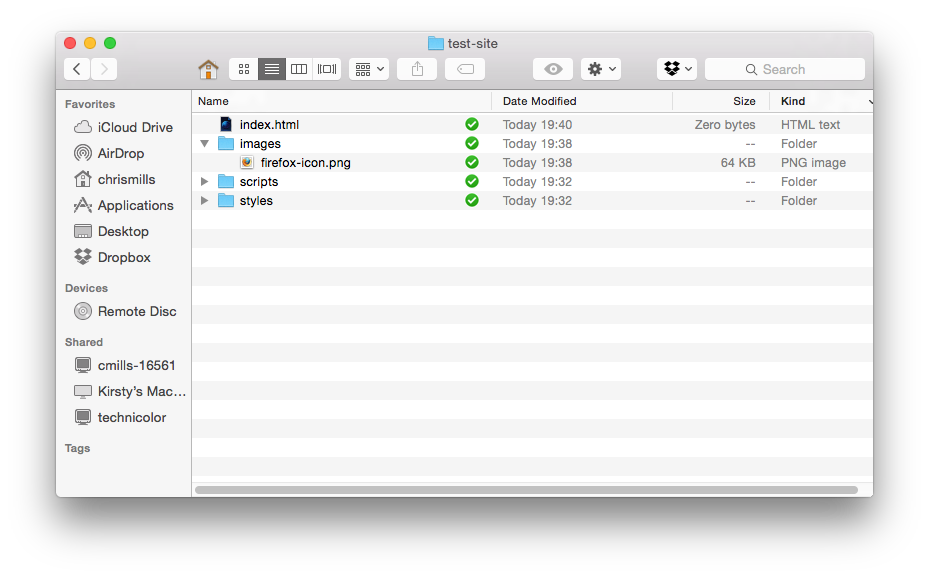 test-site
Search
Favorites
iCloud Drive
AirDrop
chrismills
Applications
Desktop
Dropbox
Devices
Remote Disc
Shared
cmills-16561
Kirsty’s Mac…
technicolor
Tags
Name Date Modified Size Kind
index.html Today 19:40 Zero bytes HTML text
images Today 19:38 -- Folder
firefox-icon.png Today 19:38 64 KB PNG image
scripts Today 19:32 -- Folder
styles Today 19:32 -- Folder